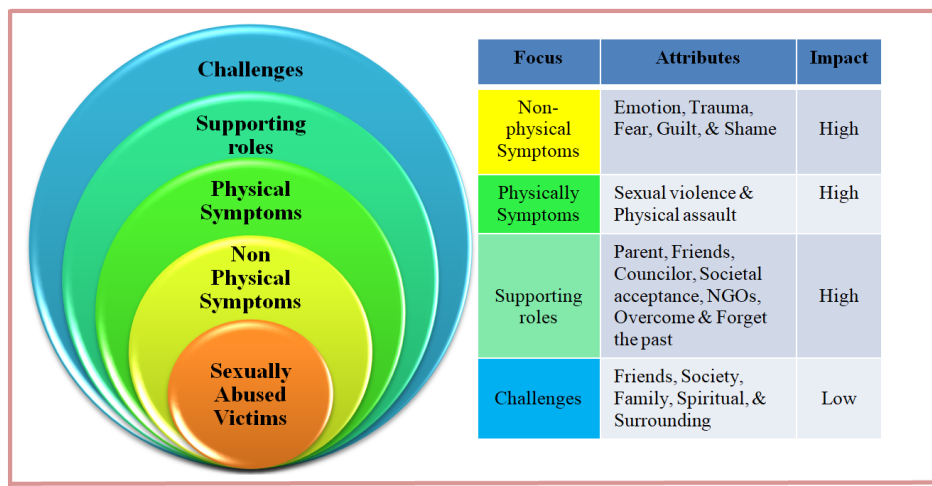 Challenges
Supporting
roles
Physical
Symptoms
Non
Physical
Symptoms
Sexually
Abused
Victims
Focus Attributes Impact
Non-
physical
Symptoms
Emotion, Trauma,
Fear, Guilt, & Shame
High
Physically
Symptoms
Sexual violence &
Physical assault
High
Supporting
roles
Parent, Friends,
Councilor, Societal
acceptance, NGOs,
Overcome & Forget
the past
High
Challenges
Friends, Society,
Family, Spiritual, &
Surrounding
Low